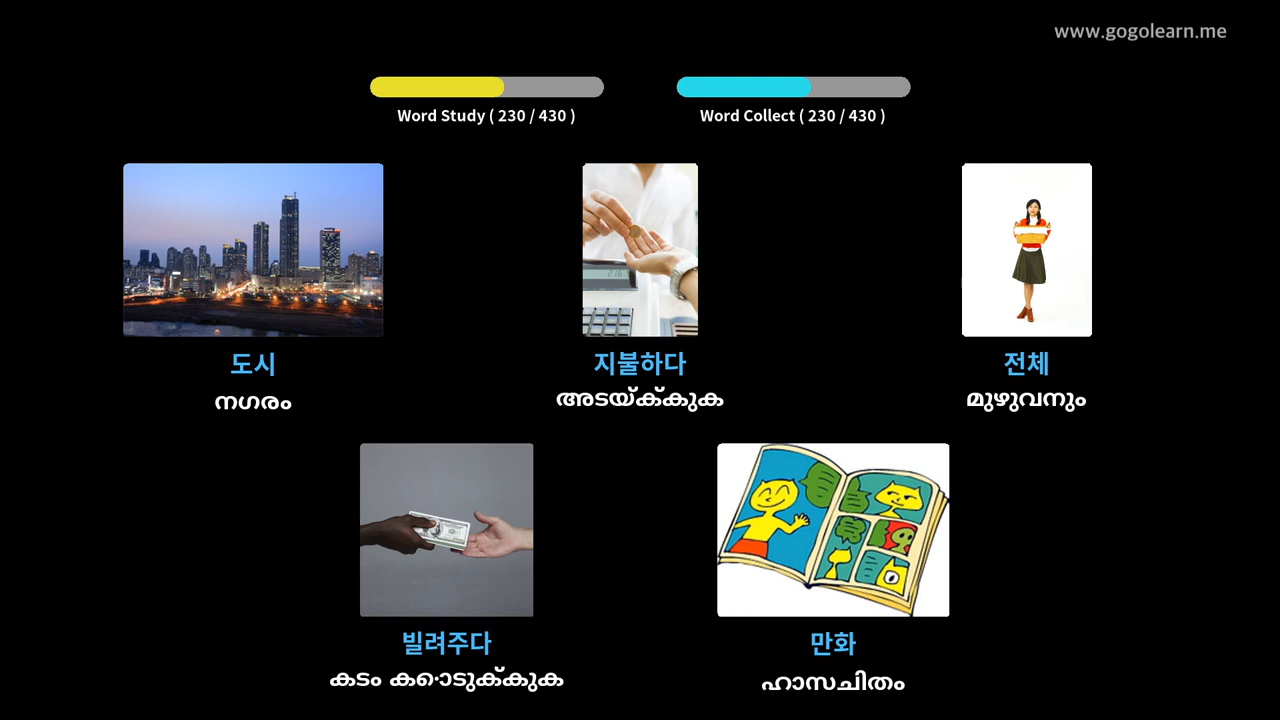 www.gogolearn.me
Word Study ( 230 / 430 )
Word Collect ( 230 / 430 )
도시
지불하다
전체
നഗരം
അടയ്ക്കുക
മുഴുവനും
빌려주다
만화
കടം കൊടുക്കുക
ഹാസചിതം